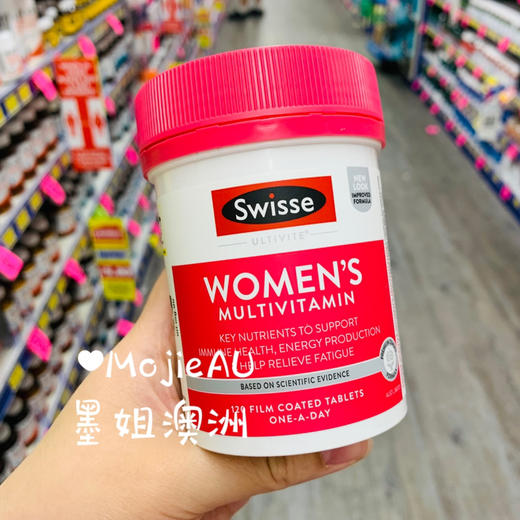 Swisse
ULTIVITE®
NEW
LOOK
IMPROVED
FORMULA
WOMEN'S
MULTIVITAMIN
KEY NUTRIENTS TO SUPPORT
IMMUNE HEALTH, ENERGY PRODUCTION
HELP RELIEVE FATIGUE
BASED ON SCIENTIFIC EVIDENCE
120 FILM COATED TABLETS
ONE-A-DAY
♥MojieAU
墨姐澳洲